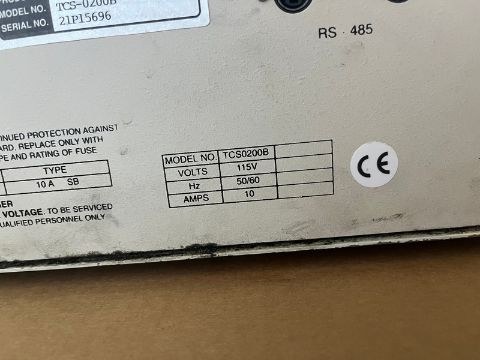 MODEL NO. TCS-0200B
SERIAL NO. 21P15696
RS - 485
NUED PROTECTION AGAINST
ARD, REPLACE ONLY WITH
PE AND RATING OF FUSE
TYPE
10 A SB
MODEL NO TCS0200B
VOLTS 115V
Hz 50/60
AMPS 10
CE
GER
VOLTAGE. TO BE SERVICED
UALIFIED PERSONNEL ONLY